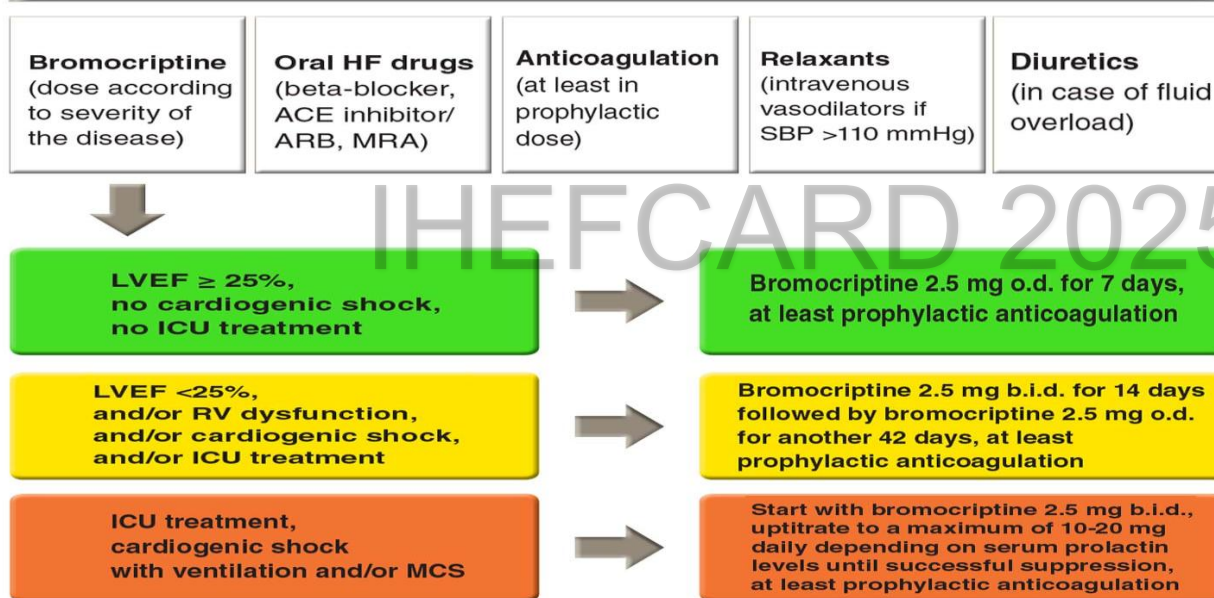 Bromocriptine
(dose according
to severity of
the disease)
Oral HF drugs
(beta-blocker,
ACE inhibitor/
ARB, MRA)
Anticoagulation
(at least in
prophylactic
dose)
Relaxants
(intravenous
vasodilators if
SBP >110 mmHg)
Diuretics
(in case of fluid
overload)
IHEFCARD 2025
LVEF ≥ 25%,
no cardiogenic shock,
no ICU treatment
Bromocriptine 2.5 mg o.d. for 7 days,
at least prophylactic anticoagulation
LVEF <25%,
and/or RV dysfunction,
and/or cardiogenic shock,
and/or ICU treatment
Bromocriptine 2.5 mg b.i.d. for 14 days
followed by bromocriptine 2.5 mg o.d.
for another 42 days, at least
prophylactic anticoagulation
ICU treatment,
cardiogenic shock
with ventilation and/or MCS
Start with bromocriptine 2.5 mg b.i.d.,
uptitrate to a maximum of 10-20 mg
daily depending on serum prolactin
levels until successful suppression,
at least prophylactic anticoagulation